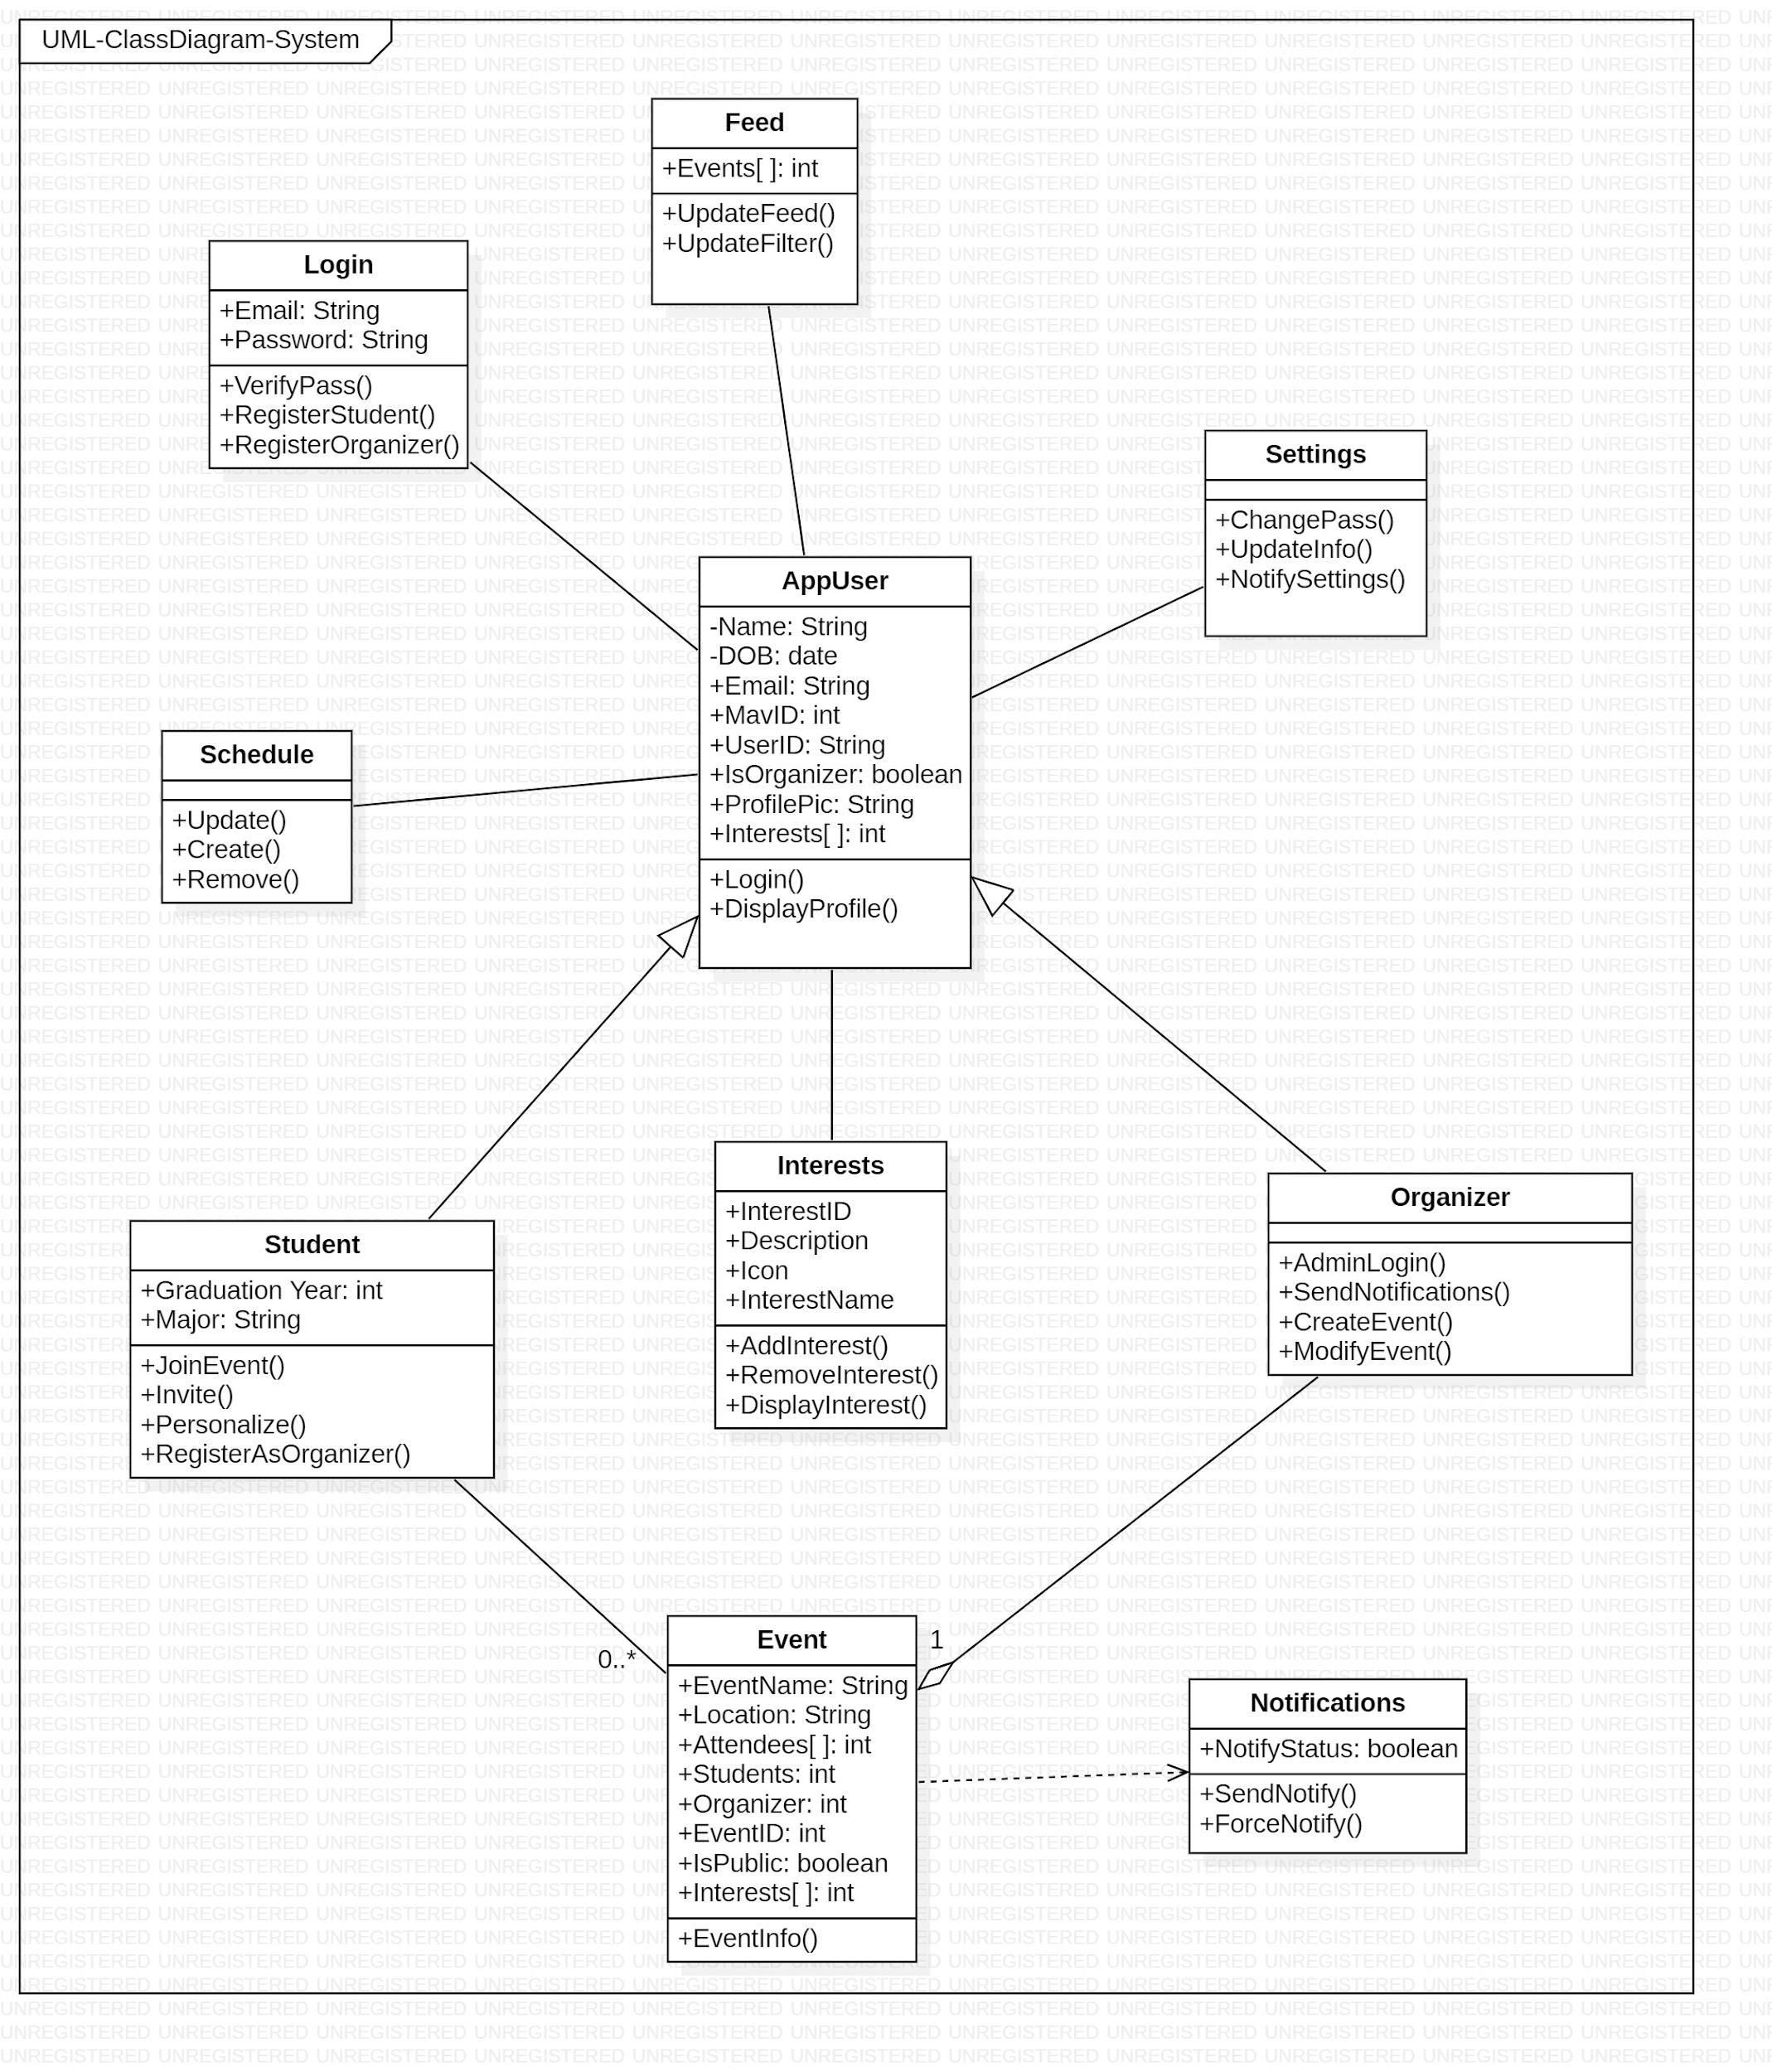 UML-ClassDiagram-System
Feed
+Events[ ]: int
+UpdateFeed()
+UpdateFilter()
Login
+Email: String
+Password: String
+VerifyPass()
+RegisterStudent()
+RegisterOrganizer()
Settings
+ChangePass()
+UpdateInfo()
+NotifySettings()
AppUser
-Name: String
-DOB: date
+Email: String
+MavID: int
+UserID: String
+IsOrganizer: boolean
+ProfilePic: String
+Interests[ ]: int
+Login()
+DisplayProfile()
Schedule
+Update()
+Create()
+Remove()
Interests
+InterestID
+Description
+Icon
+InterestName
+AddInterest()
+RemoveInterest()
+DisplayInterest()
Organizer
+AdminLogin()
+SendNotifications()
+CreateEvent()
+ModifyEvent()
Student
+Graduation Year: int
+Major: String
+JoinEvent()
+Invite()
+Personalize()
+RegisterAsOrganizer()
0..*
1
Event
+EventName: String
+Location: String
+Attendees[ ]: int
+Students: int
+Organizer: int
+EventID: int
+IsPublic: boolean
+Interests[ ]: int
+EventInfo()
Notifications
+NotifyStatus: boolean
+SendNotify()
+ForceNotify()
UNREGISTERED